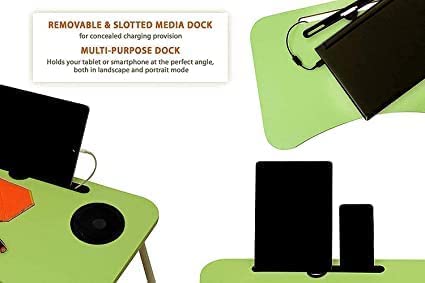 REMOVABLE & SLOTTED MEDIA DOCK
for concealed charging provision
MULTI-PURPOSE DOCK
Holds your tablet or smartphone at the perfect angle,
both in landscape and portrait mode